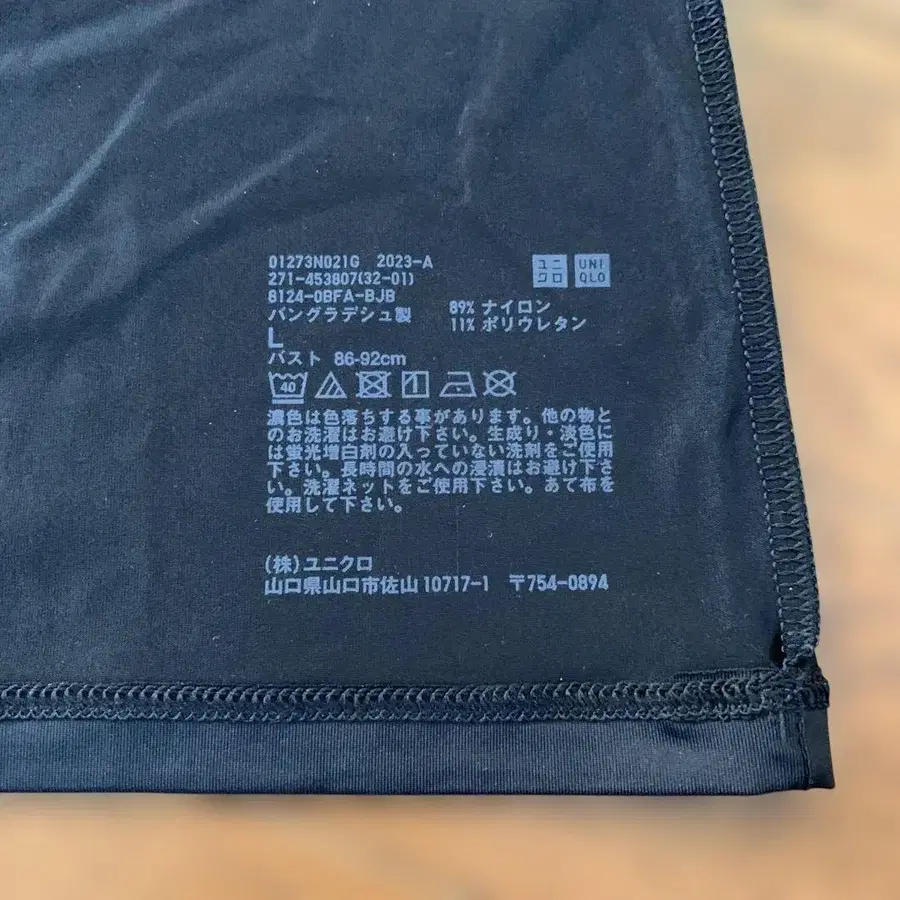 01273N021G 2023-A
271-453807(32-01)
8124-0BFA-BJB
バングラデシュ製
89% ナイロン
11% ポリウレタン
ユニクロ
UNIQLO
L
バスト 86-92cm
40
濃色は色落ちする事があります。他の物と
のお洗濯はお避け下さい。生成り・淡色に
は蛍光増白剤の入っていない洗剤をご使用
下さい。長時間の水への浸漬はお避け下さ
い。洗濯ネットをご使用下さい。あて布を
使用して下さい。
(株)ユニクロ
山口県山口市佐山10717-1 〒754-0894